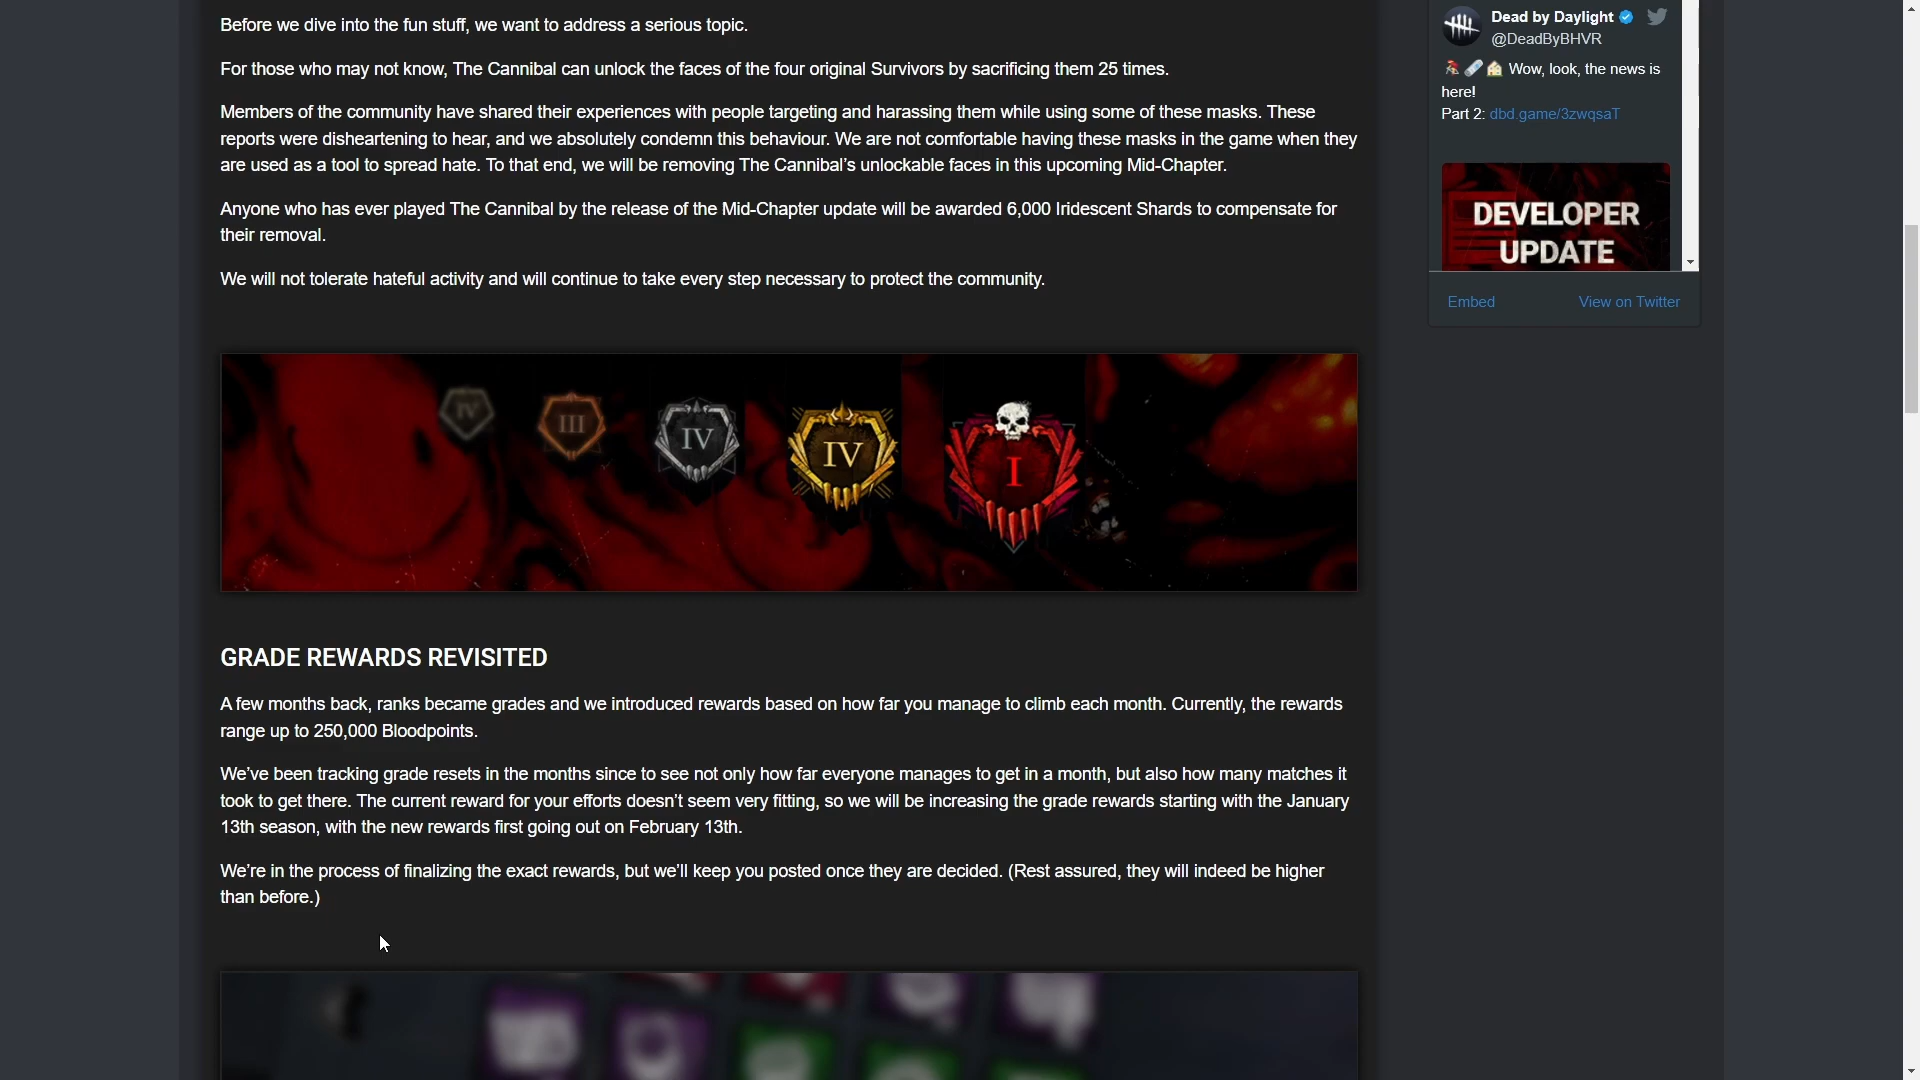 Before we dive into the fun stuff, we want to address a serious topic.
For those who may not know, The Cannibal can unlock the faces of the four original Survivors by sacrificing them 25 times.
Members of the community have shared their experiences with people targeting and harassing them while using some of these masks. These
reports were disheartening to hear, and we absolutely condemn this behaviour. We are not comfortable having these masks in the game when they
are used as a tool to spread hate. To that end, we will be removing The Cannibal's unlockable faces in this upcoming Mid-Chapter.
Anyone who has ever played The Cannibal by the release of the Mid-Chapter update will be awarded 6,000 Iridescent Shards to compensate for
their removal.
We will not tolerate hateful activity and will continue to take every step necessary to protect the community.
IV
III
IV
IV
I
GRADE REWARDS REVISITED
A few months back, ranks became grades and we introduced rewards based on how far you manage to climb each month. Currently, the rewards
range up to 250,000 Bloodpoints.
We've been tracking grade resets in the months since to see not only how far everyone manages to get in a month, but also how many matches it
took to get there. The current reward for your efforts doesn't seem very fitting, so we will be increasing the grade rewards starting with the January
13th season, with the new rewards first going out on February 13th.
We're in the process of finalizing the exact rewards, but we'll keep you posted once they are decided. (Rest assured, they will indeed be higher
than before.)
Dead by Daylight
@DeadByBHVR
Wow, look, the news is
here!
Part 2: dbd.game/3zwqsaT
DEVELOPER
UPDATE
Embed
View on Twitter